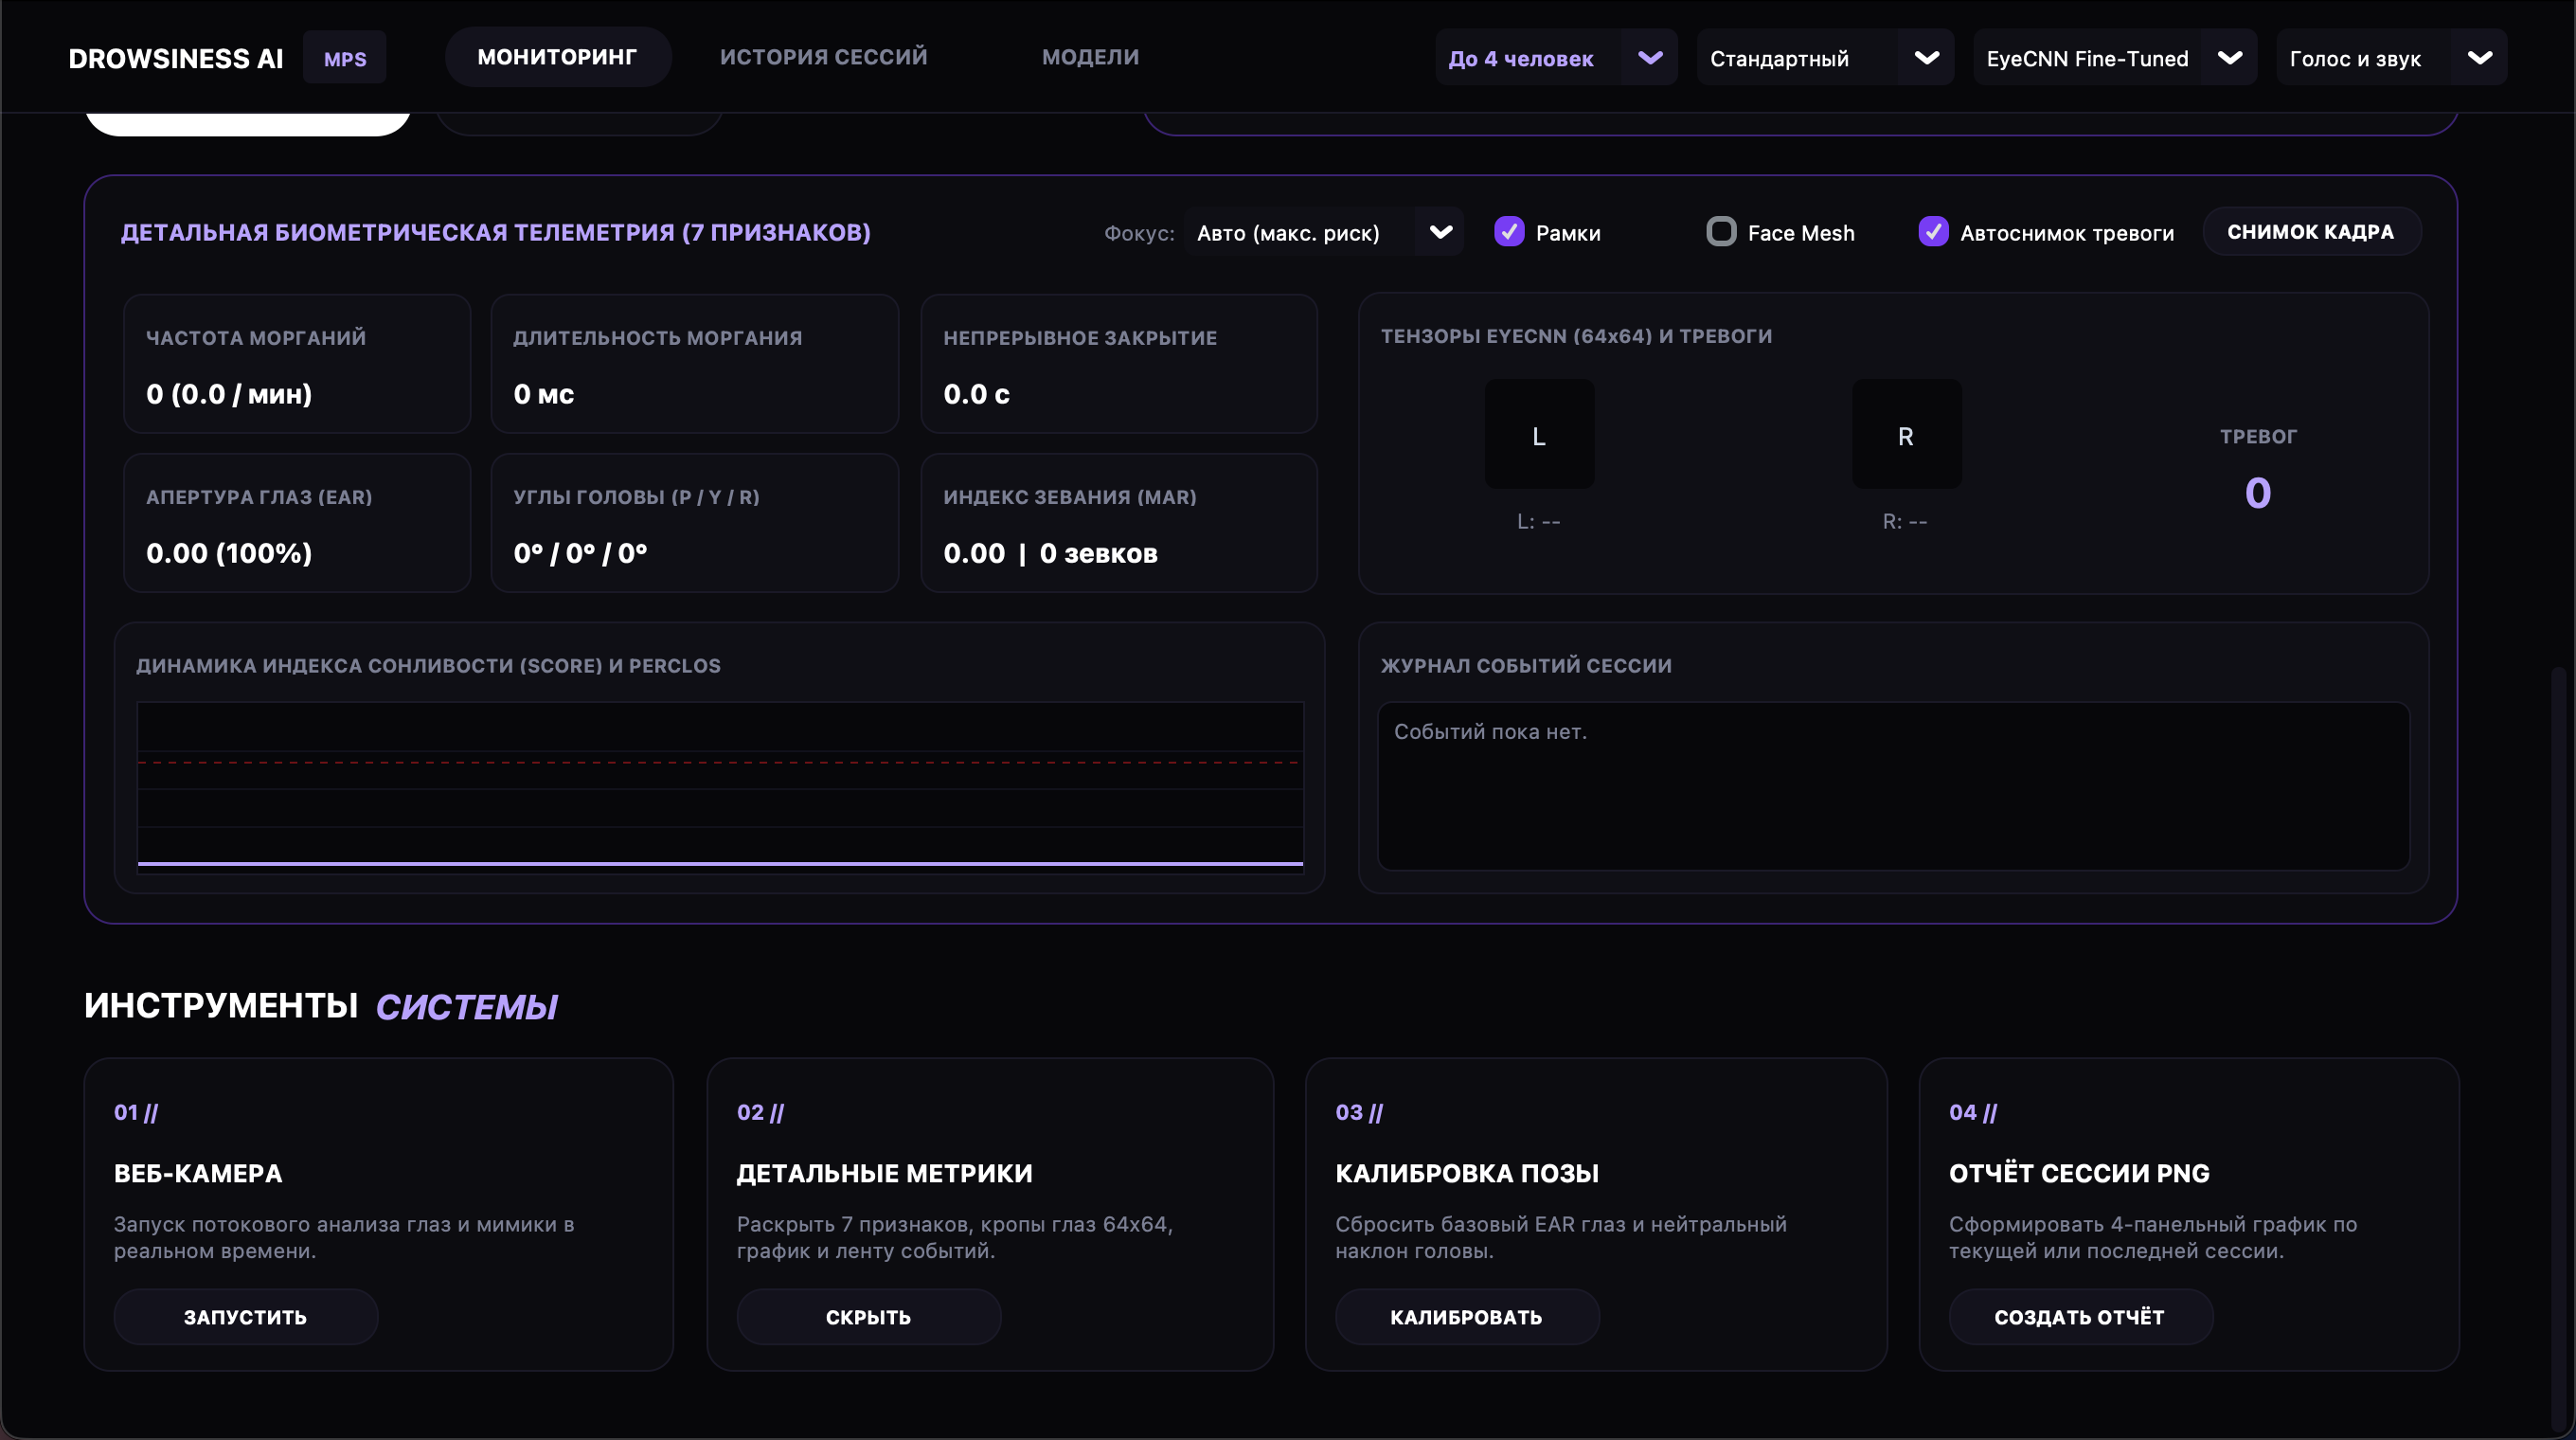 DROWSINESS AI
MPS
МОНИТОРИНГ
ИСТОРИЯ СЕССИЙ
МОДЕЛИ
До 4 человек
Стандартный
EyeCNN Fine-Tuned
Голос и звук
ДЕТАЛЬНАЯ БИОМЕТРИЧЕСКАЯ ТЕЛЕМЕТРИЯ (7 ПРИЗНАКОВ)
Фокус:
Авто (макс. риск)
Рамки
Face Mesh
Автоснимок тревоги
СНИМОК КАДРА
ЧАСТОТА МОРГАНИЙ
0 (0.0 / мин)
ДЛИТЕЛЬНОСТЬ МОРГАНИЯ
0 мс
НЕПРЕРЫВНОЕ ЗАКРЫТИЕ
0.0 с
АПЕРТУРА ГЛАЗ (EAR)
0.00 (100%)
УГЛЫ ГОЛОВЫ (P / Y / R)
0° / 0° / 0°
ИНДЕКС ЗЕВАНИЯ (MAR)
0.00 | 0 зевков
ТЕНЗОРЫ EYECNN (64x64) И ТРЕВОГИ
L
L: --
R
R: --
ТРЕВОГ
0
ДИНАМИКА ИНДЕКСА СОНЛИВОСТИ (SCORE) И PERCLOS
ЖУРНАЛ СОБЫТИЙ СЕССИИ
Событий пока нет.
ИНСТРУМЕНТЫ СИСТЕМЫ
01 //
ВЕБ-КАМЕРА
Запуск потокового анализа глаз и мимики в
реальном времени.
ЗАПУСТИТЬ
02 //
ДЕТАЛЬНЫЕ МЕТРИКИ
Раскрыть 7 признаков, кропы глаз 64x64,
график и ленту событий.
СКРЫТЬ
03 //
КАЛИБРОВКА ПОЗЫ
Сбросить базовый EAR глаз и нейтральный
наклон головы.
КАЛИБРОВАТЬ
04 //
ОТЧЁТ СЕССИИ PNG
Сформировать 4-панельный график по
текущей или последней сессии.
СОЗДАТЬ ОТЧЁТ